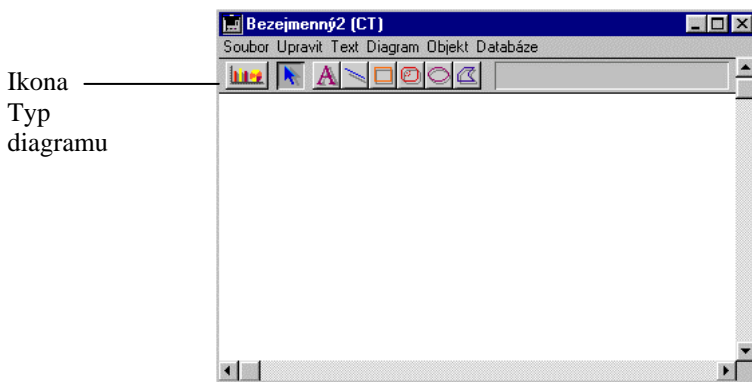 Bezejmenný2 (CT)
Soubor Upravit Text Diagram Objekt Databáze
A
Ikona
Typ
diagramu